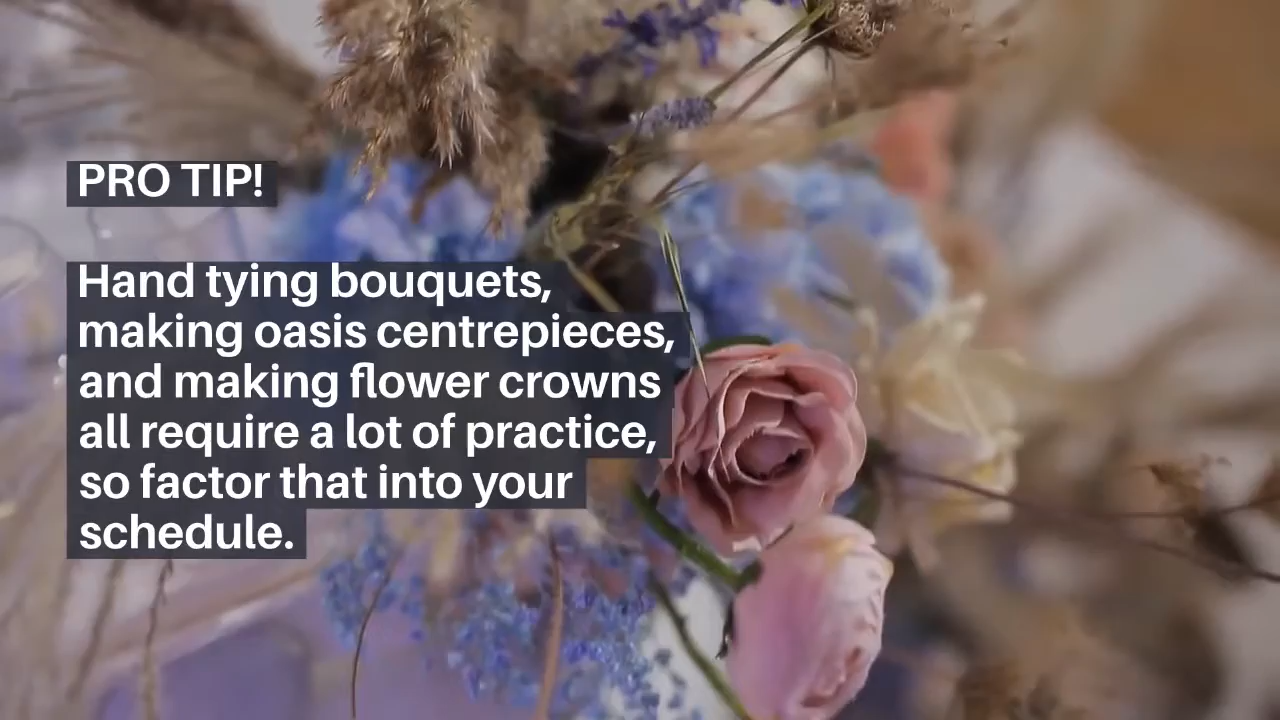 PRO TIP!
Hand tying bouquets,
making oasis centrepieces,
and making flower crowns
all require a lot of practice,
so factor that into your
schedule.